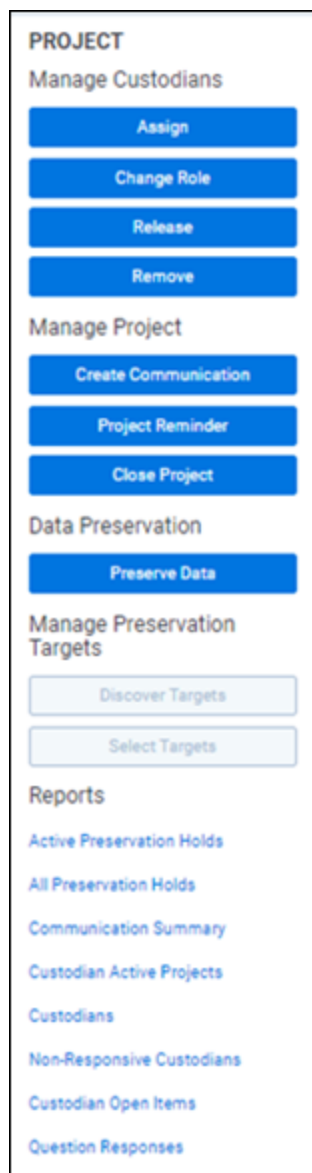 PROJECT
Manage Custodians
Assign
Change Role
Release
Remove
Manage Project
Create Communication
Project Reminder
Close Project
Data Preservation
Preserve Data
Manage Preservation
Targets
Discover Targets
Select Targets
Reports
Active Preservation Holds
All Preservation Holds
Communication Summary
Custodian Active Projects
Custodians
Non-Responsive Custodians
Custodian Open Items
Question Responses